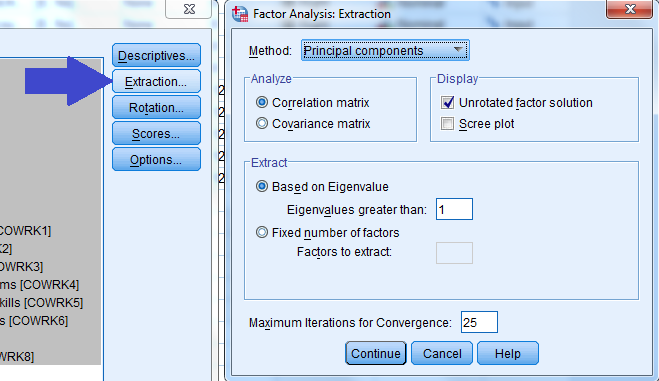 Descriptives...
Extraction...
Rotation...
Scores...
Options...
COWRK1]
K2]
OWRK3]
ms [COWRK4]
kills [COWRK5]
s [COWRK6]
WRK8]
Factor Analysis: Extraction
Method: Principal components
Analyze
Correlation matrix
Covariance matrix
Display
Unrotated factor solution
Scree plot
Extract
Based on Eigenvalue
Eigenvalues greater than: 1
Fixed number of factors
Factors to extract:
Maximum Iterations for Convergence: 25
Continue Cancel Help